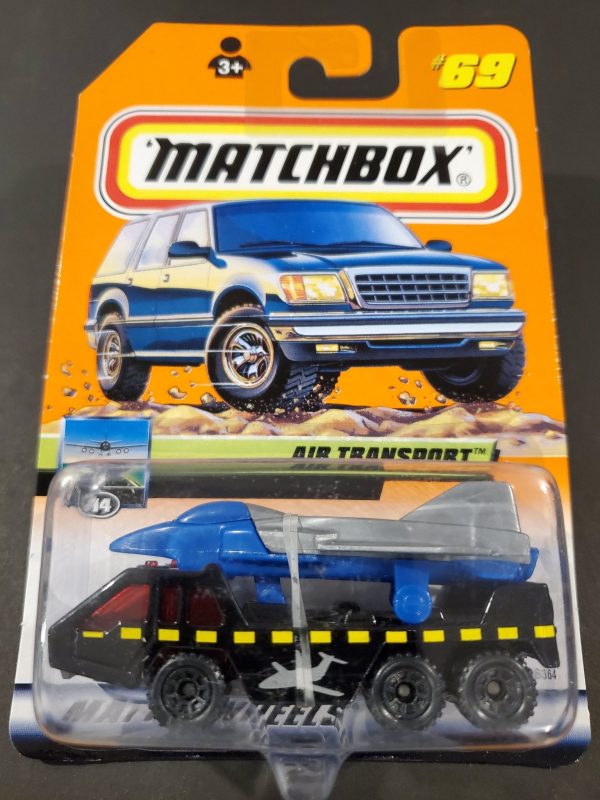 3+
#69
'MATCHBOX'®
AIR TRANSPORT™
14